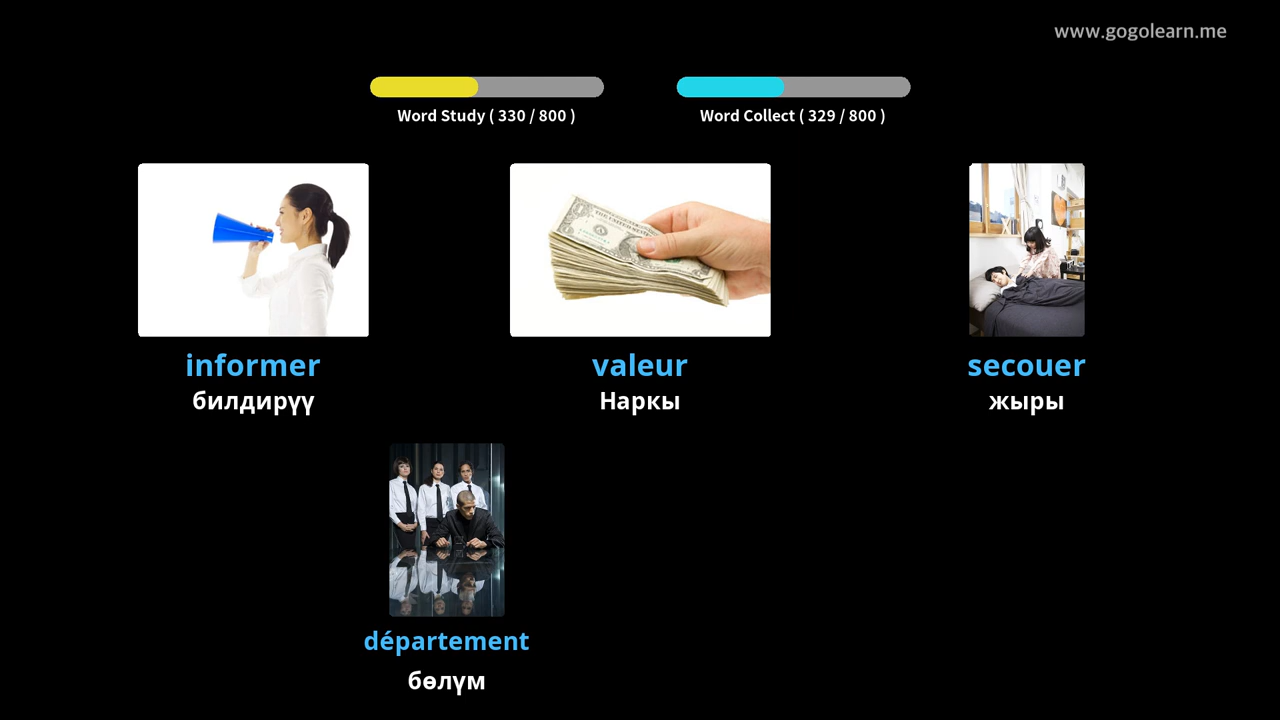 www.gogolearn.me
Word Study ( 330 / 800 )
Word Collect ( 329 / 800 )
informer
билдирүү
valeur
Наркы
secouer
жыры
département
бөлүм